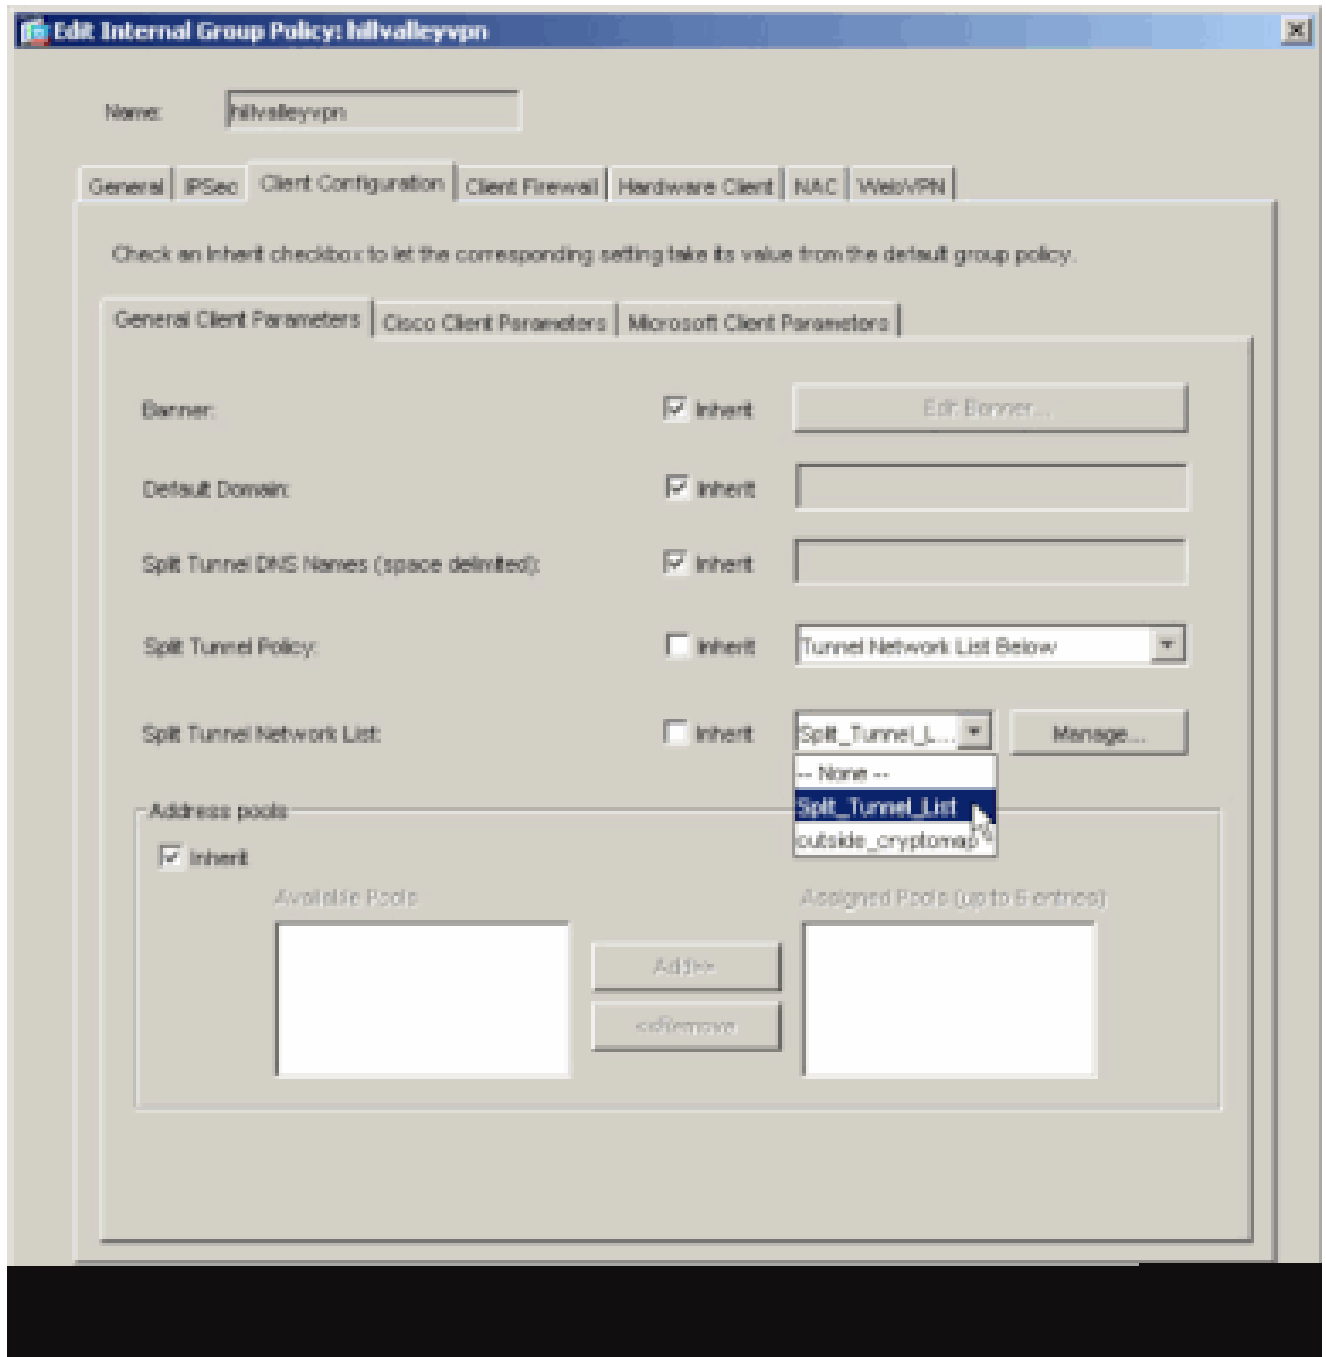 Edit Internal Group Policy: hillvalleyvpn
Name: hillvalleyvpn
General IPSec Client Configuration Client Firewall Hardware Client NAC WebVPN
Check an Inherit checkbox to let the corresponding setting take its value from the default group policy.
General Client Parameters Cisco Client Parameters Microsoft Client Parameters
Banner: Inherit Edit Banner...
Default Domain: Inherit
Split Tunnel DNS Names (space delimited): Inherit
Split Tunnel Policy: Inherit Tunnel Network List Below
Split Tunnel Network List: Inherit Split_Tunnel_L... Manage...
-- None --
Split_Tunnel_List
outside_cryptomap
Address pools
Inherit
Available Pools Assigned Pools (up to 6 entries)
Add>>
<<Remove